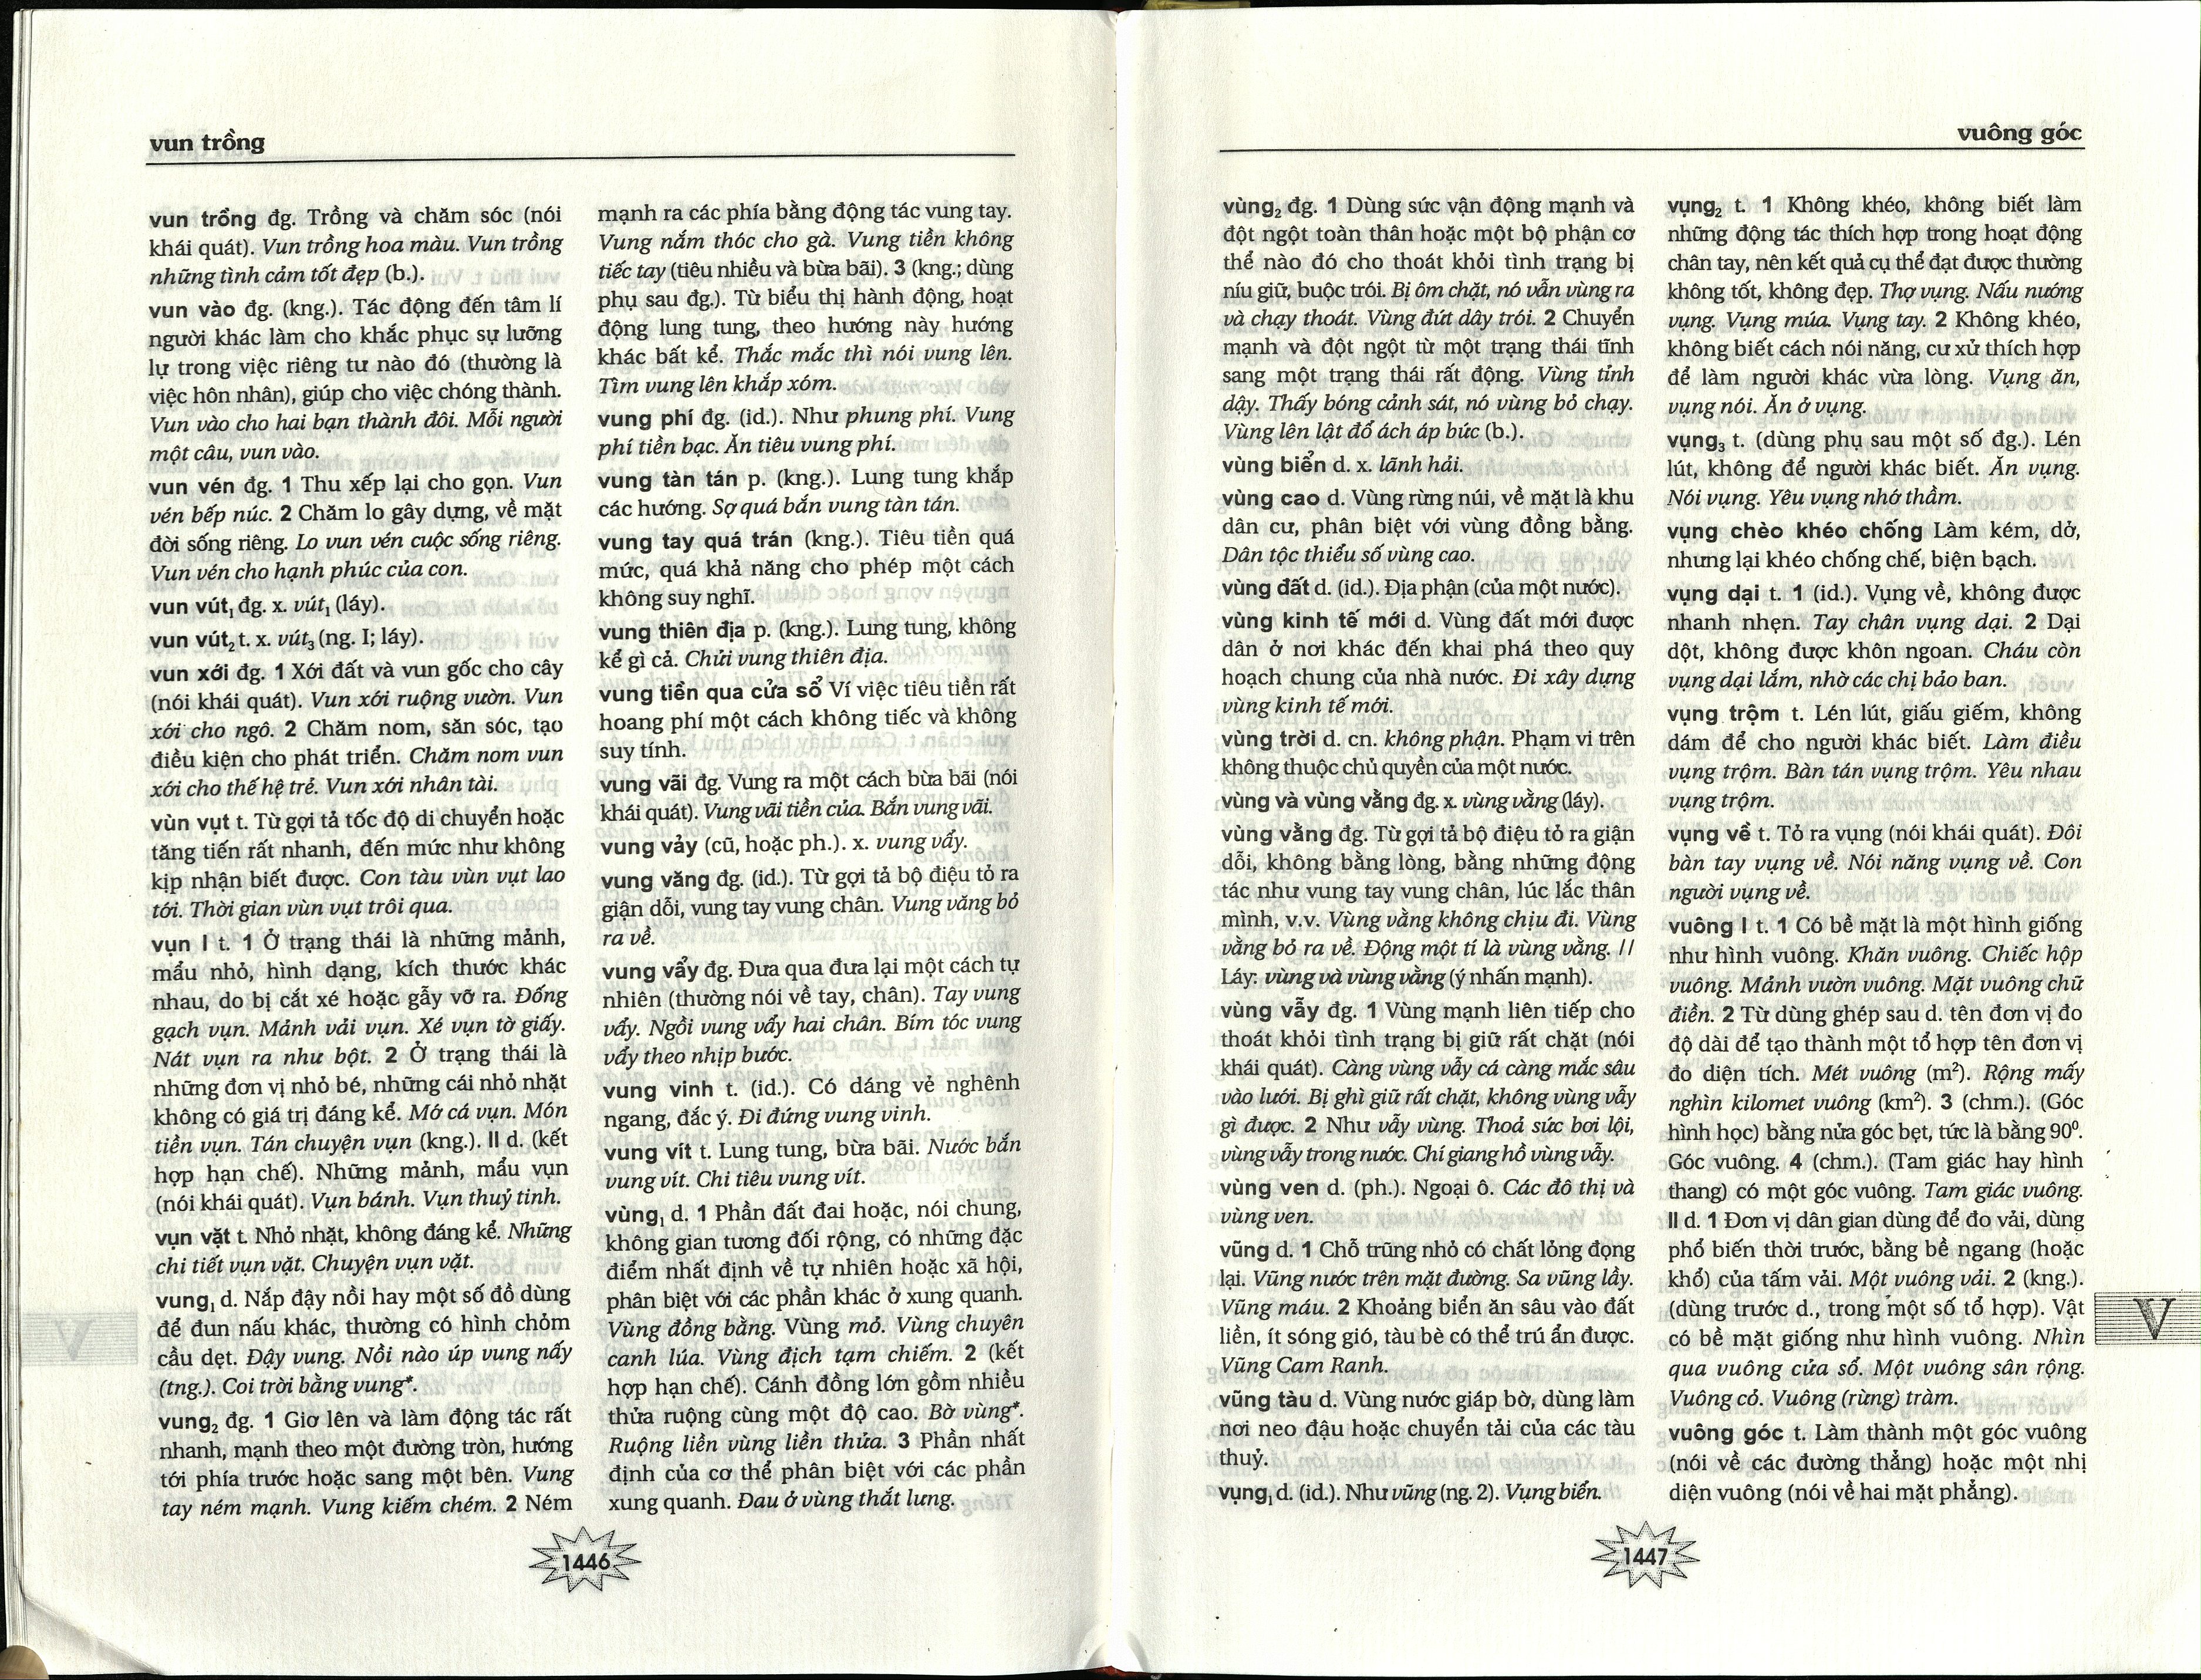 vun trồng
vun trồng đg. Trồng và chăm sóc (nói
khái quát). Vun trồng hoa màu. Vun trồng
những tình cảm tốt đẹp (b.).
vun vào đg. (kng.). Tác động đến tâm lí
người khác làm cho khắc phục sự lưỡng
lự trong việc riêng tư nào đó (thường là
việc hôn nhân), giúp cho việc chóng thành.
Vun vào cho hai bạn thành đôi. Mỗi người
một câu, vun vào.
vun vén đg. 1 Thu xếp lại cho gọn. Vun
vén bếp núc. 2 Chăm lo gây dựng, về mặt
đời sống riêng. Lo vun vén cuộc sống riêng.
Vun vén cho hạnh phúc của con.
vun vút₁ đg. x. vút₁ (láy).
vun vút₂ t. x. vút₃ (ng. I; láy).
vun xới đg. 1 Xới đất và vun gốc cho cây
(nói khái quát). Vun xới ruộng vườn. Vun
xới cho ngô. 2 Chăm nom, săn sóc, tạo
điều kiện cho phát triển. Chăm nom vun
xới cho thế hệ trẻ. Vun xới nhân tài.
vùn vụt t. Từ gợi tả tốc độ di chuyển hoặc
tăng tiến rất nhanh, đến mức như không
kịp nhận biết được. Con tàu vùn vụt lao
tới. Thời gian vùn vụt trôi qua.
vụn I t. 1 Ở trạng thái là những mảnh,
mẩu nhỏ, hình dạng, kích thước khác
nhau, do bị cắt xé hoặc gẫy vỡ ra. Đống
gạch vụn. Mảnh vải vụn. Xé vụn tờ giấy.
Nát vụn ra như bột. 2 Ở trạng thái là
những đơn vị nhỏ bé, những cái nhỏ nhặt
không có giá trị đáng kể. Mớ cá vụn. Món
tiền vụn. Tán chuyện vụn (kng.). II d. (kết
hợp hạn chế). Những mảnh, mẩu vụn
(nói khái quát). Vụn bánh. Vụn thuỷ tinh.
vụn vặt t. Nhỏ nhặt, không đáng kể. Những
chi tiết vụn vặt. Chuyện vụn vặt.
vung₁ d. Nắp đậy nồi hay một số đồ dùng
để đun nấu khác, thường có hình chỏm
cầu dẹt. Đậy vung. Nồi nào úp vung nấy
(tng.). Coi trời bằng vung*.
vung₂ đg. 1 Giơ lên và làm động tác rất
nhanh, mạnh theo một đường tròn, hướng
tới phía trước hoặc sang một bên. Vung
tay ném mạnh. Vung kiếm chém. 2 Ném
mạnh ra các phía bằng động tác vung tay.
Vung nắm thóc cho gà. Vung tiền không
tiếc tay (tiêu nhiều và bừa bãi). 3 (kng.; dùng
phụ sau đg.). Từ biểu thị hành động, hoạt
động lung tung, theo hướng này hướng
khác bất kể. Thắc mắc thì nói vung lên.
Tìm vung lên khắp xóm.
vung phí đg. (id.). Như phung phí. Vung
phí tiền bạc. Ăn tiêu vung phí.
vung tàn tán p. (kng.). Lung tung khắp
các hướng. Sợ quá bắn vung tàn tán.
vung tay quá trán (kng.). Tiêu tiền quá
mức, quá khả năng cho phép một cách
không suy nghĩ.
vung thiên địa p. (kng.). Lung tung, không
kể gì cả. Chửi vung thiên địa.
vung tiền qua cửa sổ Ví việc tiêu tiền rất
hoang phí một cách không tiếc và không
suy tính.
vung vãi đg. Vung ra một cách bừa bãi (nói
khái quát). Vung vãi tiền của. Bắn vung vãi.
vung vảy (cũ, hoặc ph.). x. vung vẩy.
vung văng đg. (id.). Từ gợi tả bộ điệu tỏ ra
giận dỗi, vung tay vung chân. Vung văng bỏ
ra về.
vung vẩy đg. Đưa qua đưa lại một cách tự
nhiên (thường nói về tay, chân). Tay vung
vẩy. Ngồi vung vẩy hai chân. Bím tóc vung
vẩy theo nhịp bước.
vung vinh t. (id.). Có dáng vẻ nghênh
ngang, đắc ý. Đi đứng vung vinh.
vung vít t. Lung tung, bừa bãi. Nước bắn
vung vít. Chi tiêu vung vít.
vùng₁ d. 1 Phần đất đai hoặc, nói chung,
không gian tương đối rộng, có những đặc
điểm nhất định về tự nhiên hoặc xã hội,
phân biệt với các phần khác ở xung quanh.
Vùng đồng bằng. Vùng mỏ. Vùng chuyên
canh lúa. Vùng địch tạm chiếm. 2 (kết
hợp hạn chế). Cánh đồng lớn gồm nhiều
thửa ruộng cùng một độ cao. Bờ vùng*.
Ruộng liền vùng liền thửa. 3 Phần nhất
định của cơ thể phân biệt với các phần
xung quanh. Đau ở vùng thắt lưng.
1446
vuông góc
vùng₂ đg. 1 Dùng sức vận động mạnh và
đột ngột toàn thân hoặc một bộ phận cơ
thể nào đó cho thoát khỏi tình trạng bị
níu giữ, buộc trói. Bị ôm chặt, nó vẫn vùng ra
và chạy thoát. Vùng đứt dây trói. 2 Chuyển
mạnh và đột ngột từ một trạng thái tĩnh
sang một trạng thái rất động. Vùng tỉnh
dậy. Thấy bóng cảnh sát, nó vùng bỏ chạy.
Vùng lên lật đổ ách áp bức (b.).
vùng biển d. x. lãnh hải.
vùng cao d. Vùng rừng núi, về mặt là khu
dân cư, phân biệt với vùng đồng bằng.
Dân tộc thiểu số vùng cao.
vùng đất d. (id.). Địa phận (của một nước).
vùng kinh tế mới d. Vùng đất mới được
dân ở nơi khác đến khai phá theo quy
hoạch chung của nhà nước. Đi xây dựng
vùng kinh tế mới.
vùng trời d. cn. không phận. Phạm vi trên
không thuộc chủ quyền của một nước.
vùng và vùng vằng đg. x. vùng vằng (láy).
vùng vằng đg. Từ gợi tả bộ điệu tỏ ra giận
dỗi, không bằng lòng, bằng những động
tác như vung tay vung chân, lúc lắc thân
mình, v.v. Vùng vằng không chịu đi. Vùng
vằng bỏ ra về. Động một tí là vùng vằng. //
Láy: vùng và vùng vằng (ý nhấn mạnh).
vùng vẫy đg. 1 Vùng mạnh liên tiếp cho
thoát khỏi tình trạng bị giữ rất chặt (nói
khái quát). Càng vùng vẫy cá càng mắc sâu
vào lưới. Bị ghì giữ rất chặt, không vùng vẫy
gì được. 2 Như vẫy vùng. Thoả sức bơi lội,
vùng vẫy trong nước. Chí giang hồ vùng vẫy.
vùng ven d. (ph.). Ngoại ô. Các đô thị và
vùng ven.
vũng d. 1 Chỗ trũng nhỏ có chất lỏng đọng
lại. Vũng nước trên mặt đường. Sa vũng lầy.
Vũng máu. 2 Khoảng biển ăn sâu vào đất
liền, ít sóng gió, tàu bè có thể trú ẩn được.
Vũng Cam Ranh.
vũng tàu d. Vùng nước giáp bờ, dùng làm
nơi neo đậu hoặc chuyển tải của các tàu
thuỷ.
vụng₁ d. (id.). Như vũng (ng. 2). Vụng biển.
vụng₂ t. 1 Không khéo, không biết làm
những động tác thích hợp trong hoạt động
chân tay, nên kết quả cụ thể đạt được thường
không tốt, không đẹp. Thợ vụng. Nấu nướng
vụng. Vụng múa. Vụng tay. 2 Không khéo,
không biết cách nói năng, cư xử thích hợp
để làm người khác vừa lòng. Vụng ăn,
vụng nói. Ăn ở vụng.
vụng₃ t. (dùng phụ sau một số đg.). Lén
lút, không để người khác biết. Ăn vụng.
Nói vụng. Yêu vụng nhớ thầm.
vụng chèo khéo chống Làm kém, dở,
nhưng lại khéo chống chế, biện bạch.
vụng dại t. 1 (id.). Vụng về, không được
nhanh nhẹn. Tay chân vụng dại. 2 Dại
dột, không được khôn ngoan. Cháu còn
vụng dại lắm, nhờ các chị bảo ban.
vụng trộm t. Lén lút, giấu giếm, không
dám để cho người khác biết. Làm điều
vụng trộm. Bàn tán vụng trộm. Yêu nhau
vụng trộm.
vụng về t. Tỏ ra vụng (nói khái quát). Đôi
bàn tay vụng về. Nói năng vụng về. Con
người vụng về.
vuông I t. 1 Có bề mặt là một hình giống
như hình vuông. Khăn vuông. Chiếc hộp
vuông. Mảnh vườn vuông. Mặt vuông chữ
điền. 2 Từ dùng ghép sau d. tên đơn vị đo
độ dài để tạo thành một tổ hợp tên đơn vị
đo diện tích. Mét vuông (m²). Rộng mấy
nghìn kilomet vuông (km²). 3 (chm.). (Góc
hình học) bằng nửa góc bẹt, tức là bằng 90⁰.
Góc vuông. 4 (chm.). (Tam giác hay hình
thang) có một góc vuông. Tam giác vuông.
II d. 1 Đơn vị dân gian dùng để đo vải, dùng
phổ biến thời trước, bằng bề ngang (hoặc
khổ) của tấm vải. Một vuông vải. 2 (kng.).
(dùng trước d., trong một số tổ hợp). Vật
có bề mặt giống như hình vuông. Nhìn
qua vuông cửa sổ. Một vuông sân rộng.
Vuông cỏ. Vuông (rừng) tràm.
vuông góc t. Làm thành một góc vuông
(nói về các đường thẳng) hoặc một nhị
diện vuông (nói về hai mặt phẳng).
V
1447